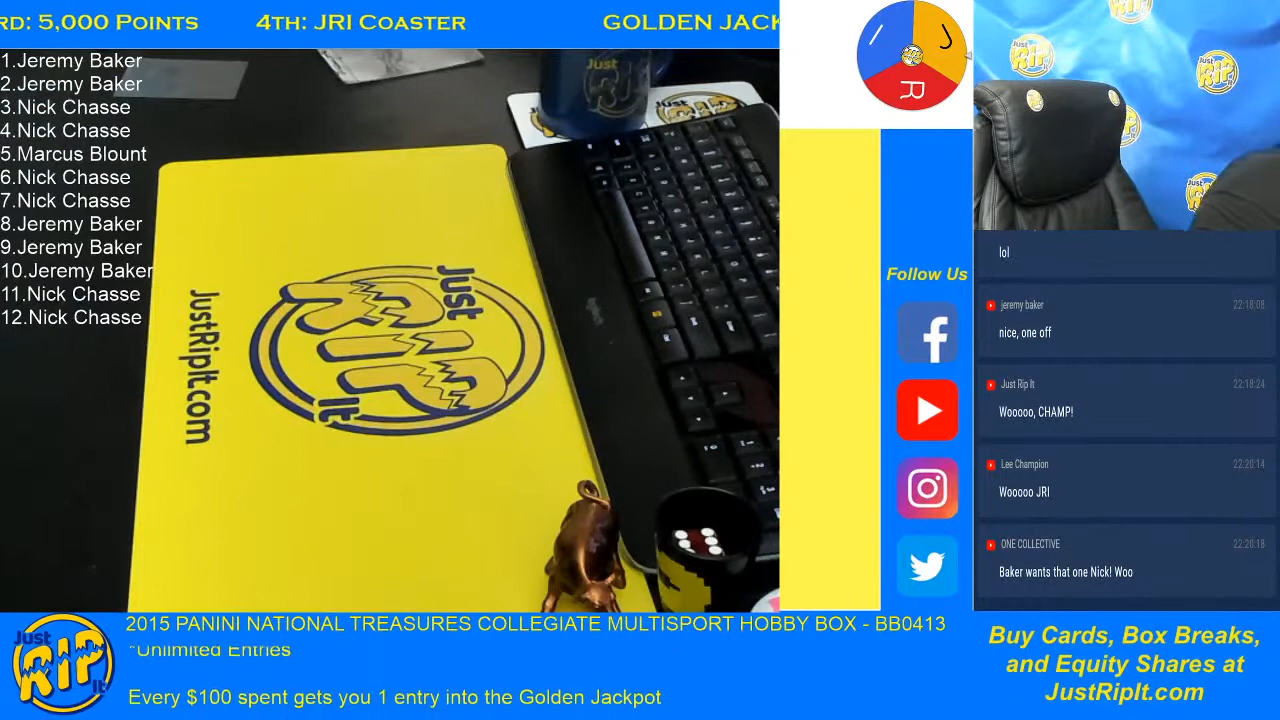 RD: 5,000 POINTS 4TH: JRI COASTER GOLDEN JACK
1.Jeremy Baker
2.Jeremy Baker
3.Nick Chasse
4.Nick Chasse
5.Marcus Blount
6.Nick Chasse
7.Nick Chasse
8.Jeremy Baker
9.Jeremy Baker
10.Jeremy Baker
11.Nick Chasse
12.Nick Chasse
Just
RIP
It
JustRipIt.com
J
R
I
Follow Us
lol
jeremy baker 22:18:08
nice, one off
Just Rip It 22:18:24
Wooooo, CHAMP!
Lee Champion 22:20:14
Wooooo JRI
ONE COLLECTIVE 22:20:18
Baker wants that one Nick! Woo
Just
RIP
It
2015 PANINI NATIONAL TREASURES COLLEGIATE MULTISPORT HOBBY BOX - BB0413
*Unlimited Entries
Every $100 spent gets you 1 entry into the Golden Jackpot
Buy Cards, Box Breaks,
and Equity Shares at
JustRipIt.com